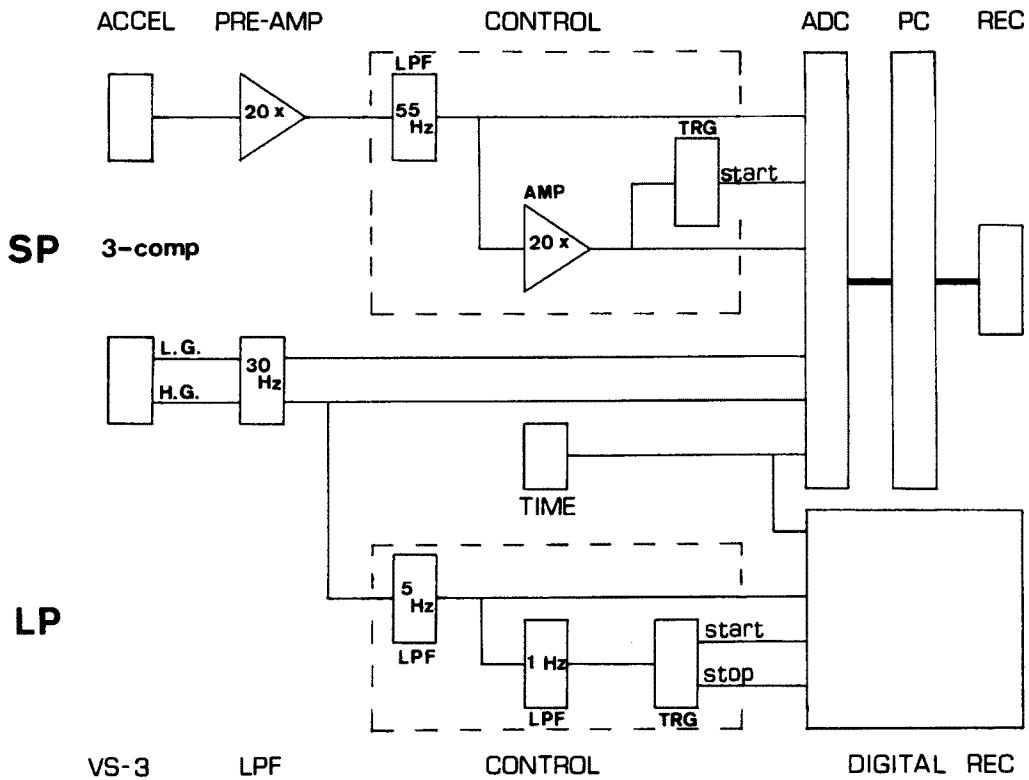 ACCEL PRE-AMP CONTROL ADC PC REC
LPF
20 x
55
Hz
TRG
start
AMP
20 x
SP 3-comp
L.G.
30
Hz
H.G.
TIME
5
Hz
LPF
LP
start
1 Hz
stop
LPF
TRG
VS-3 LPF CONTROL DIGITAL REC